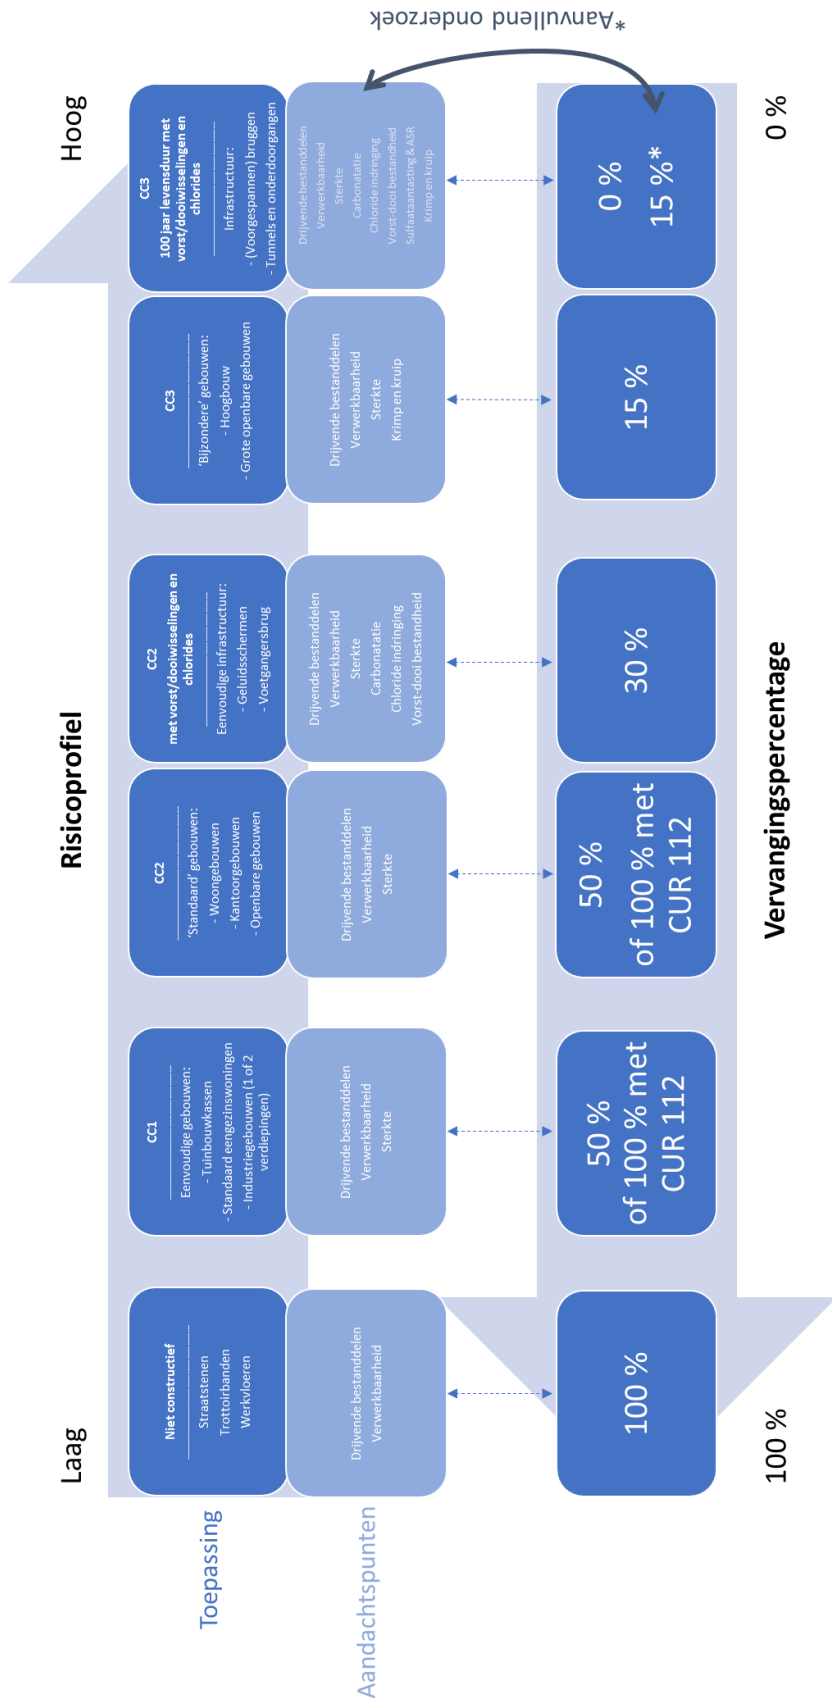 Risicoprofiel
Laag
Hoog
Toepassing
Niet constructief
Straatstenen
Trottoirbanden
Werkvloeren
CC1
Eenvoudige gebouwen:
- Tuinbouwkassen
- Standaard eengezinswoningen
- Industriegebouwen (1 of 2
verdiepingen)
CC2
'Standaard' gebouwen:
- Woongebouwen
- Kantoorgebouwen
- Openbare gebouwen
CC2
met vorst/dooiwisselingen en
chlorides
Eenvoudige infrastructuur:
- Geluidsschermen
- Voetgangersbrug
CC3
'Bijzondere' gebouwen:
- Hoogbouw
- Grote openbare gebouwen
CC3
100 jaar levensduur met
vorst/dooiwisselingen en
chlorides
Infrastructuur:
- (Voorgespannen) bruggen
- Tunnels en onderdoorgangen
Aandachtspunten
Drijvende bestanddelen
Verwerkbaarheid
Drijvende bestanddelen
Verwerkbaarheid
Sterkte
Drijvende bestanddelen
Verwerkbaarheid
Sterkte
Drijvende bestanddelen
Verwerkbaarheid
Sterkte
Carbonatatie
Chloride indringing
Vorst-dooi bestandheid
Drijvende bestanddelen
Verwerkbaarheid
Sterkte
Krimp en kruip
Drijvende bestanddelen
Verwerkbaarheid
Sterkte
Carbonatatie
Chloride indringing
Vorst-dooi bestandheid
Sulfaataantasting & ASR
Krimp en kruip
*Aanvullend onderzoek
100 %
50 %
of 100 % met
CUR 112
50 %
of 100 % met
CUR 112
30 %
15 %
0 %
15 %*
100 %
Vervangingspercentage
0 %